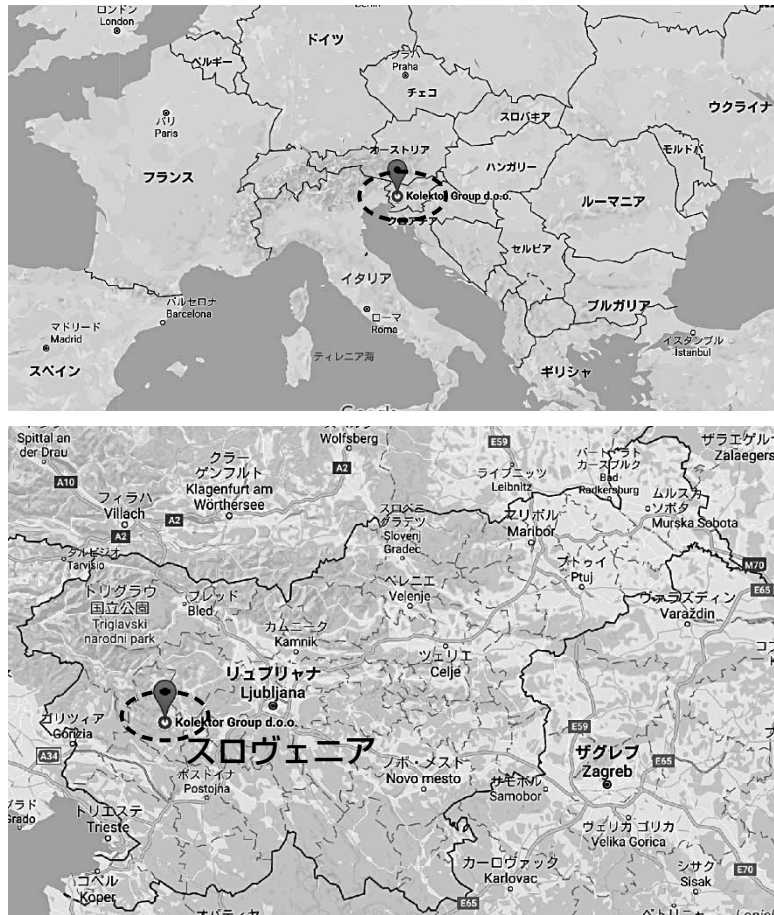 ロンドン
London
ドイツ
ベルギー
プラハ
Praha
チェコ
ウクライナ
パリ
Paris
スロバキア
モルドバ
オーストリア
ハンガリー
フランス
Kolektor Group d.o.o.
ルーマニア
クロアチア
セルビア
イタリア
バルセロナ
Barcelona
ブルガリア
マドリード
Madrid
ローマ
Roma
イスタンブル
Istanbul
スペイン
ティレニア海
ギリシャ
Spittal an
der Drau
クラー
ゲンフルト
Klagenfurt am
Wörthersee
Wolfsberg
A2
E59
ライプニッツ
Leibnitz
バート・ラト
カースブルク
Bad
Radkersburg
ザラエゲル
Zalaegers
A10
フィラハ
Villach
A2
A2
スロベニ
グラデツ
Slovenj
Gradec
マリボル
Maribor
ムルスカ
ソボタ
Murska Sobota
タルビジオ
Tarvisio
M70
トリグラウ
国立公園
Triglavski
narodni park
ブレッド
Bled
ベレニエ
Velenje
プトゥイ
Ptuj
E65
ヴァラズディン
Varaždin
カムニーク
Kamnik
ツェリエ
Celje
リュブリャナ
Ljubljana
Kolektor Group d.o.o.
ゴリツィア
Gorizia
スロヴェニア
E59
A34
ポストイナ
Postojna
ノボ・メスト
Novo mesto
サモボル
Samobor
ザグレブ
Zagreb
E65
グラド
Grado
トリエステ
Trieste
ヴェリカ ゴリカ
Velika Gorica
コペル
Koper
カーロヴァック
Karlovac
シサク
Sisak
E70
E65